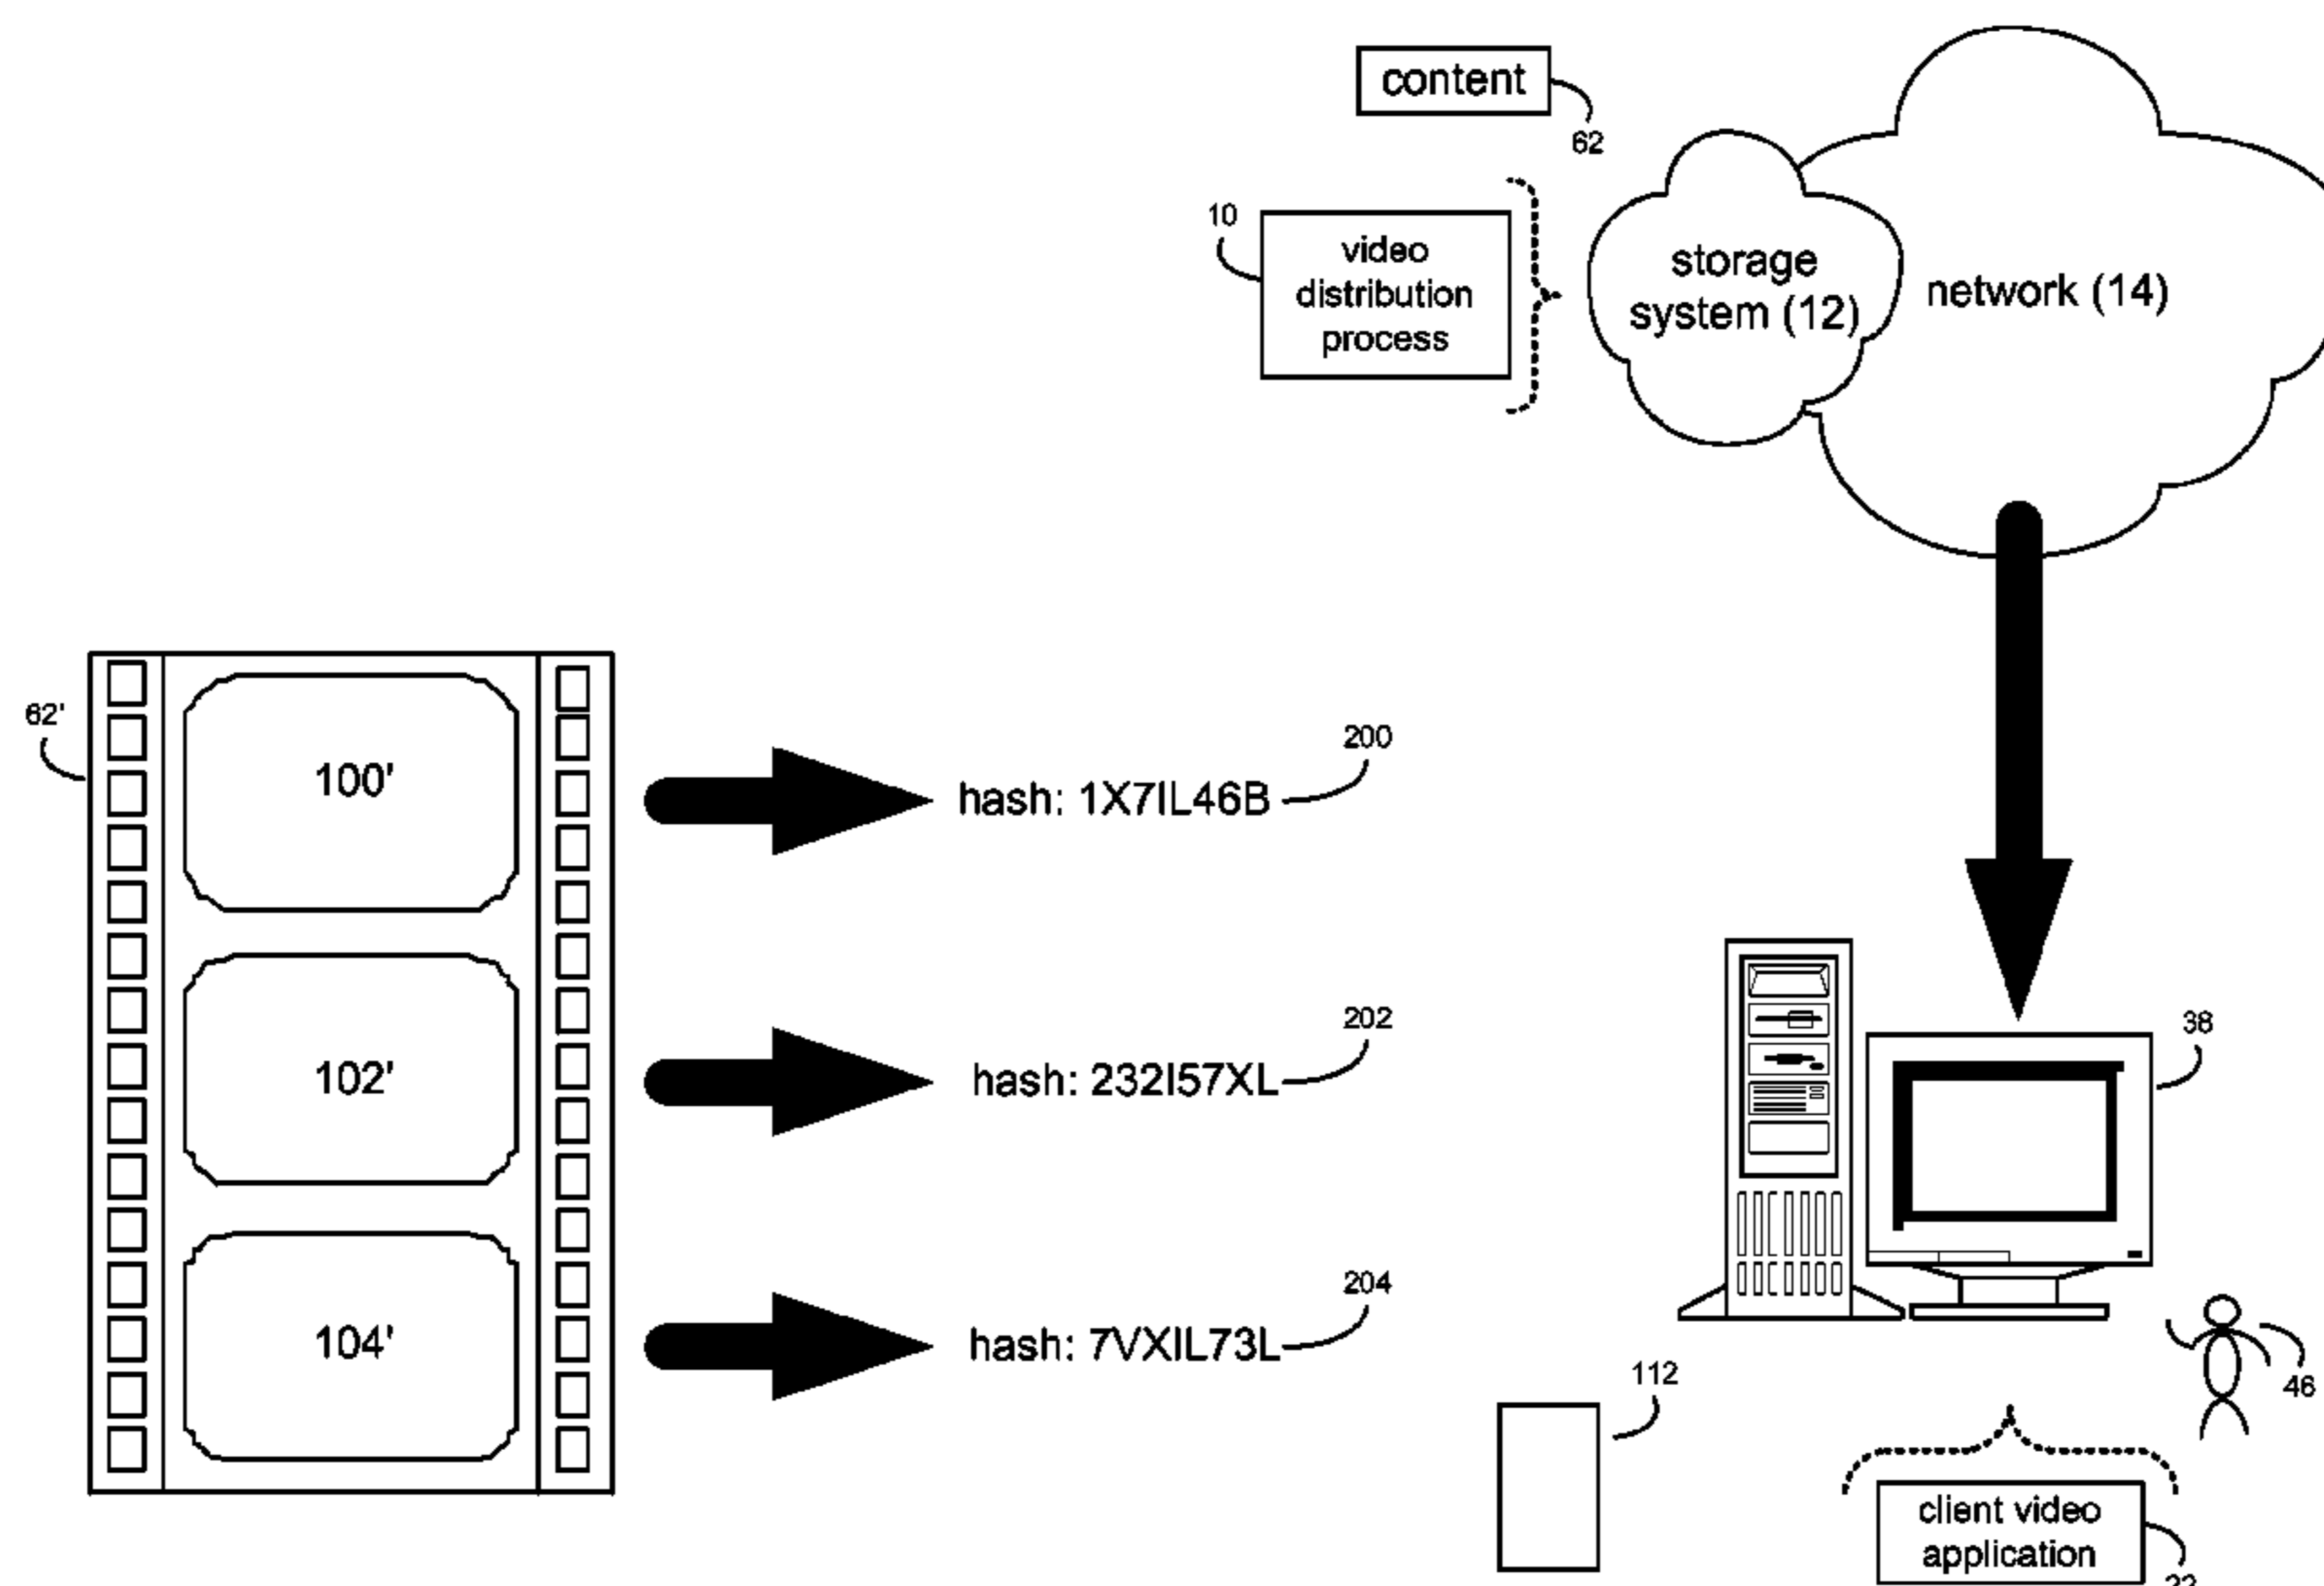 content
62
10
video
distribution
process
storage
system (12)
network (14)
62'
100'
hash: 1X7IL46B
200
102'
hash: 232I57XL
202
38
104'
hash: 7VXIL73L
204
112
46
client video
application